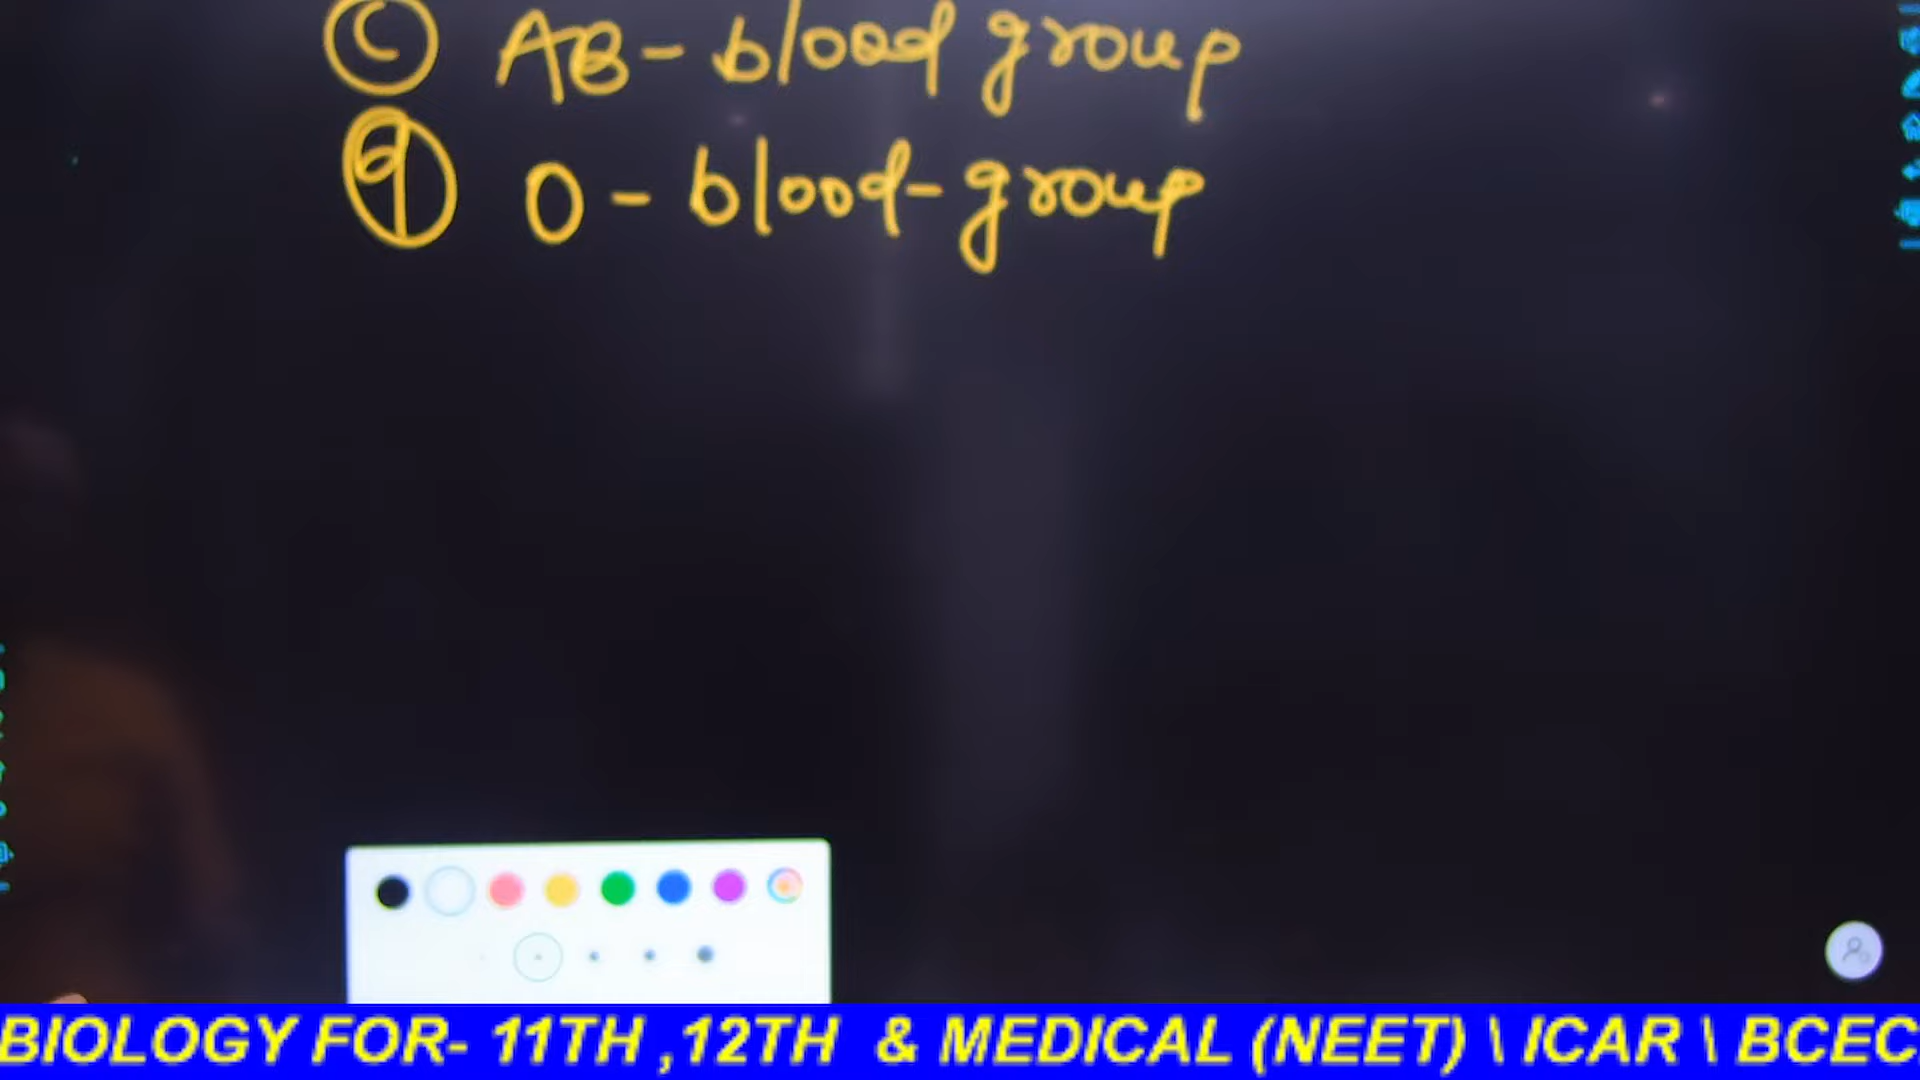 Ⓒ AB - blood group
ⓓ O - blood - group
BIOLOGY FOR- 11TH ,12TH & MEDICAL (NEET) \ ICAR \ BCEC